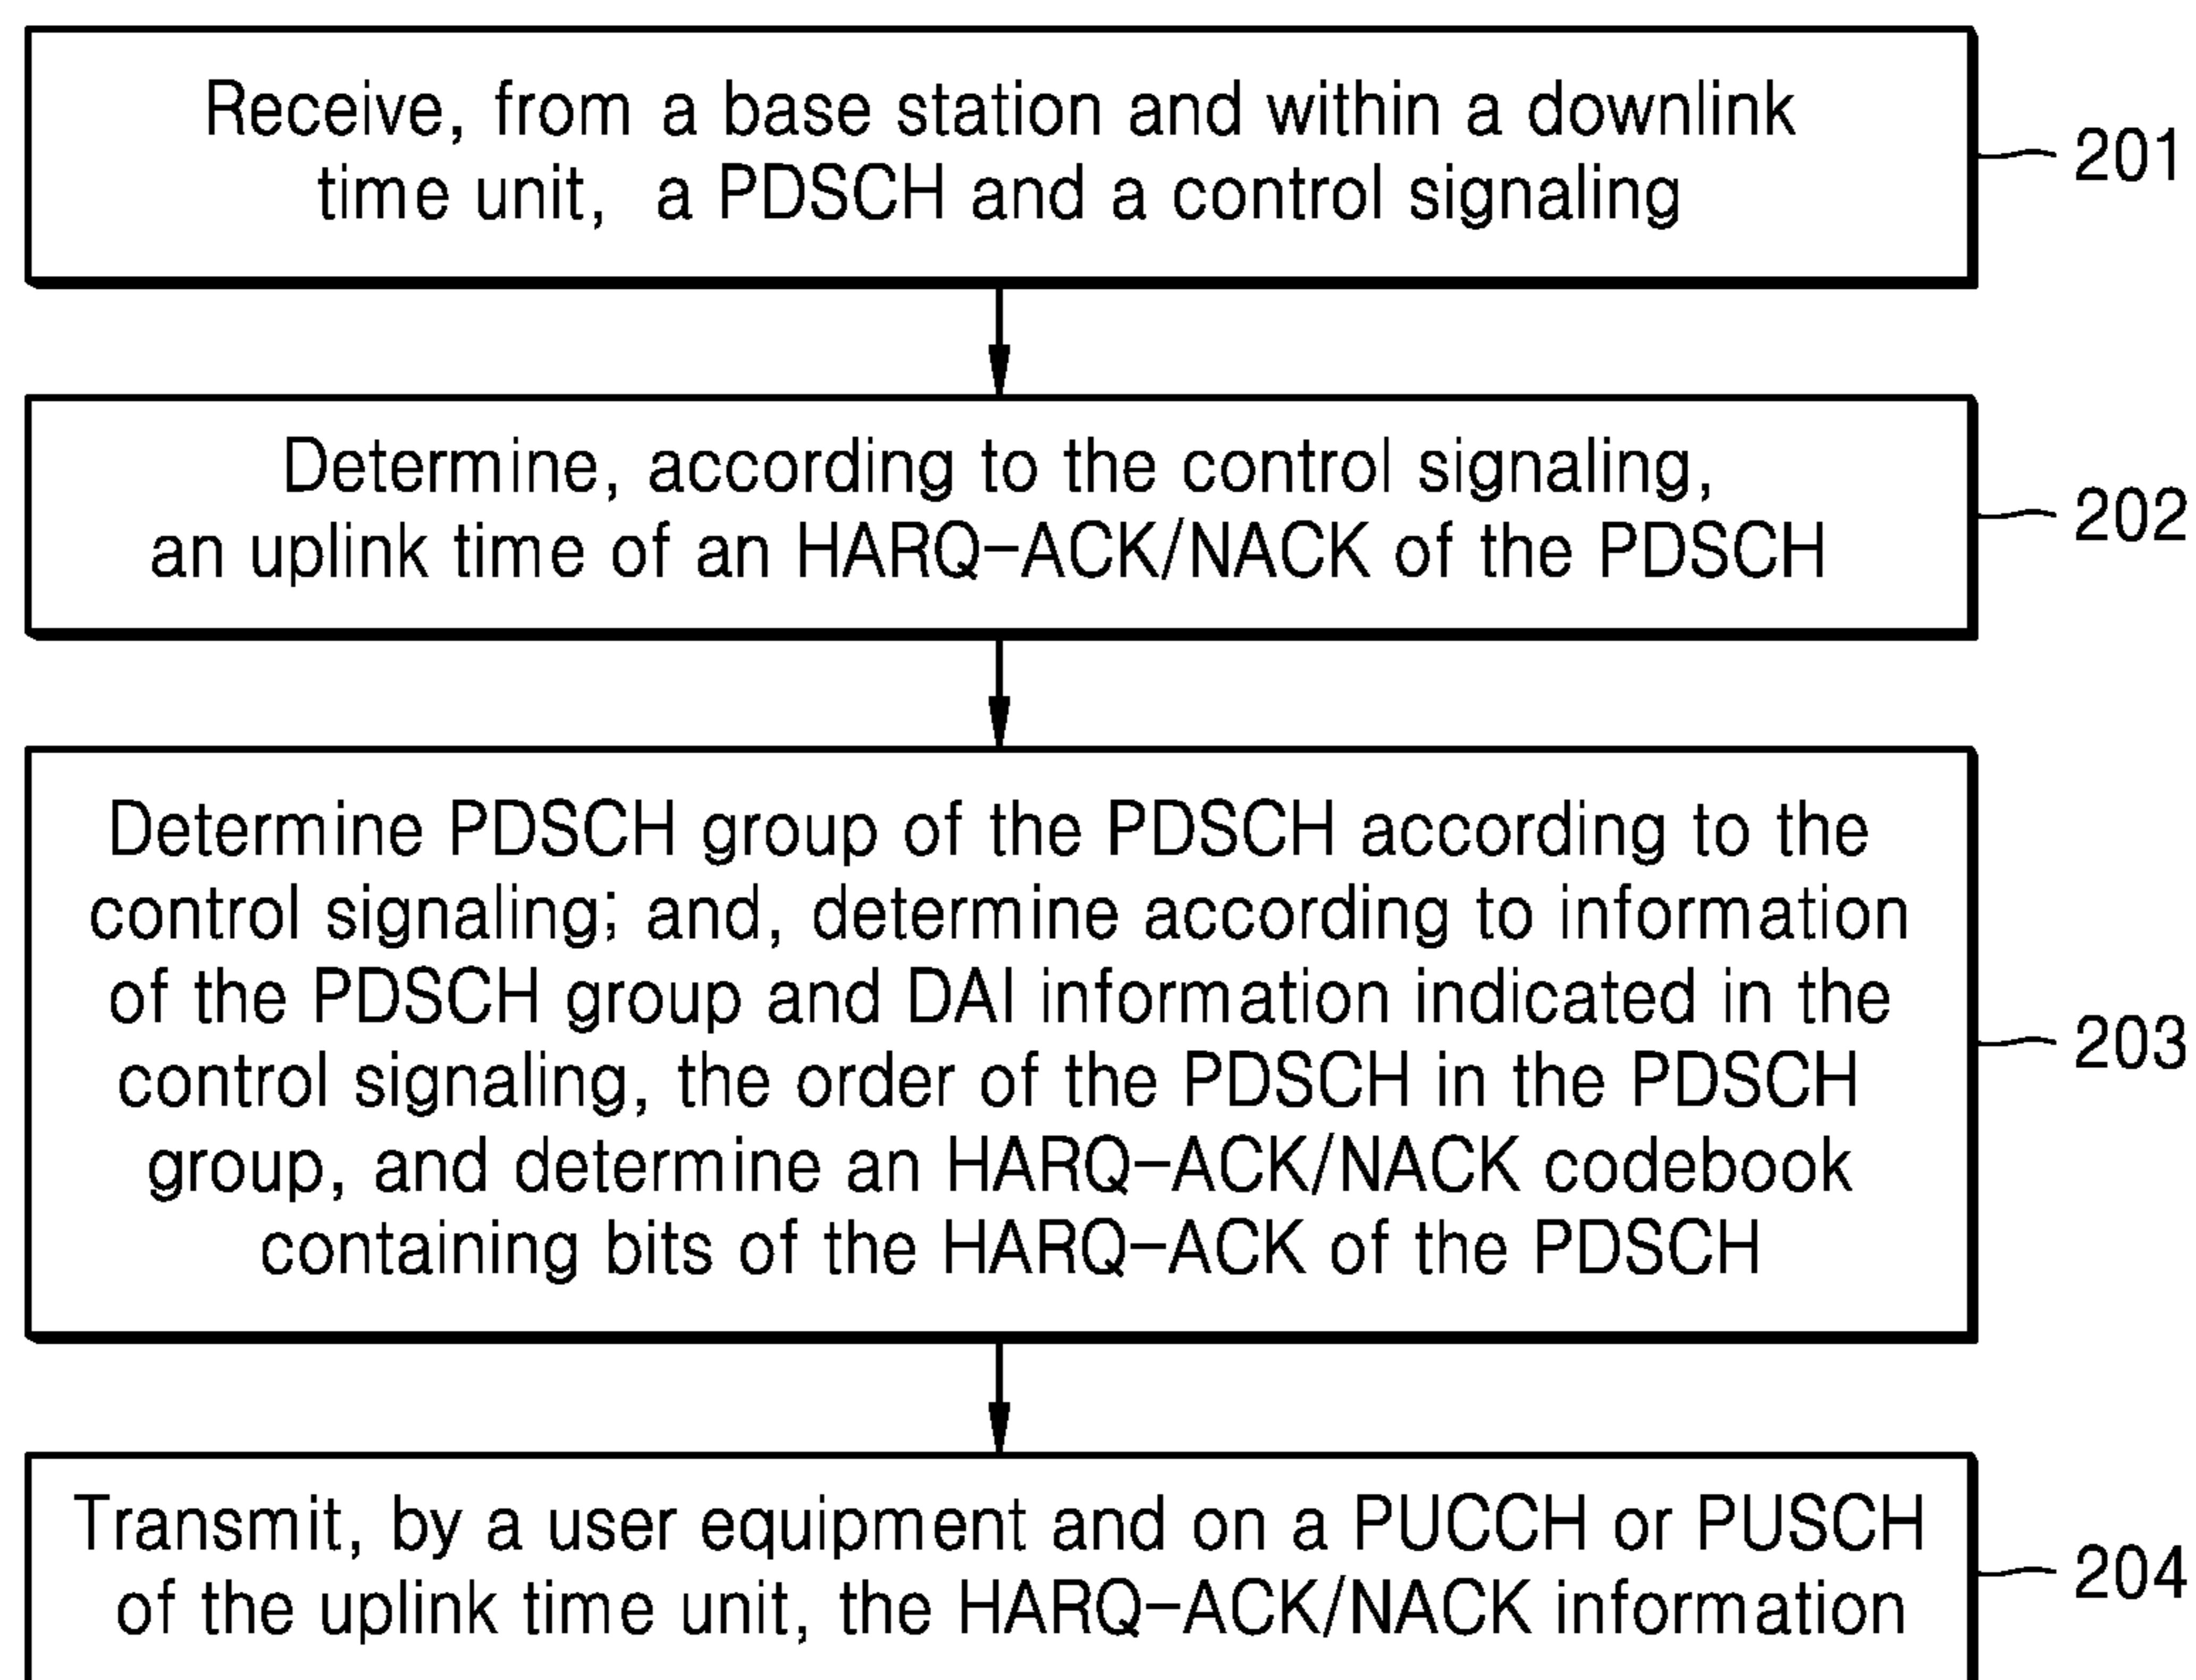 Receive, from a base station and within a downlink
time unit, a PDSCH and a control signaling
201
Determine, according to the control signaling,
an uplink time of an HARQ-ACK/NACK of the PDSCH
202
Determine PDSCH group of the PDSCH according to the
control signaling; and, determine according to information
of the PDSCH group and DAI information indicated in the
control signaling, the order of the PDSCH in the PDSCH
group, and determine an HARQ-ACK/NACK codebook
containing bits of the HARQ-ACK of the PDSCH
203
Transmit, by a user equipment and on a PUCCH or PUSCH
of the uplink time unit, the HARQ-ACK/NACK information
204